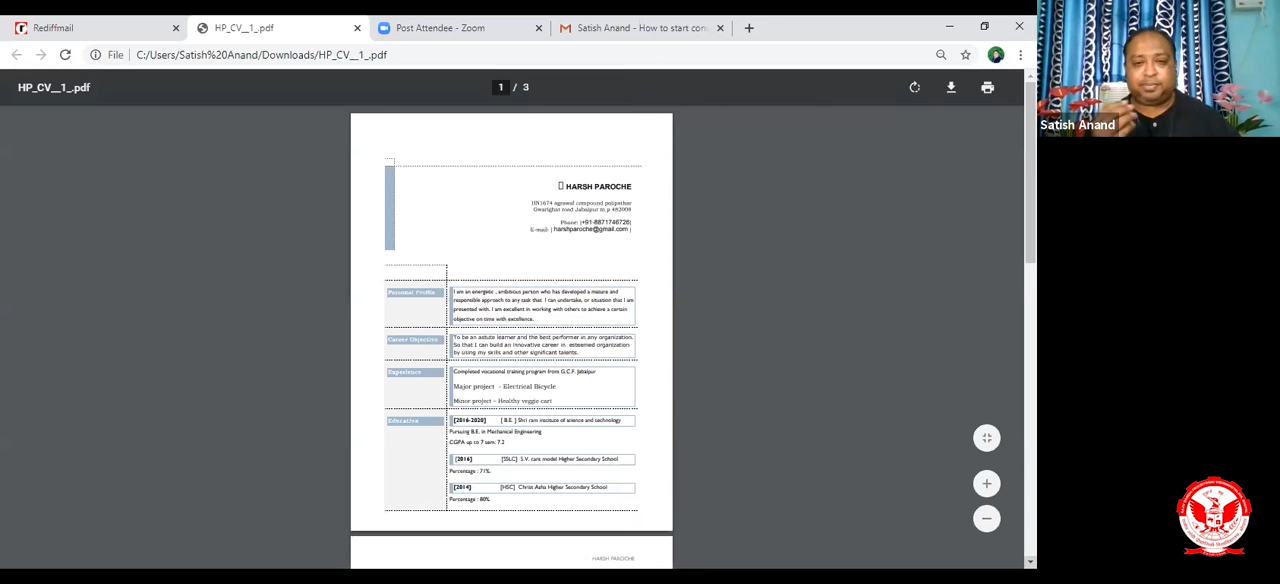 Rediffmail
HP_CV__1_.pdf
Post Attendee - Zoom
Satish Anand - How to start con
File
C:/Users/Satish%20Anand/Downloads/HP_CV__1_.pdf
HP_CV__1_.pdf
1 / 3
Satish Anand
HARSH PAROCHE
HN1674 agrawal compound polipathar
Gwarighat road Jabalpur m.p 482008
Phone: |+91-8871746726|
E-mail: | harshparoche@gmail.com |
Personal Profile
I am an energetic , ambitious person who has developed a mature and
responsible approach to any task that I can undertake, or situation that I am
presented with. I am excellent in working with others to achieve a certain
objective on time with excellence.
Career Objective
To be an astute learner and the best performer in any organization.
So that I can build an innovative career in esteemed organization
by using my skills and other significant talents.
Experience
Completed vocational training program from G.C.F. Jabalpur
Major project - Electrical Bicycle
Minor project – Healthy veggie cart
Education
[2016-2020] [ B.E. ] Shri ram institute of science and technology
Pursuing B.E. in Mechanical Engineering
CGPA up to 7 sem: 7.2
[2016] [SSLC] S.V. care model Higher Secondary School
Percentage : 71%
[2014] [HSC] Christ Asha Higher Secondary School
Percentage : 80%
HARSH PAROCHE